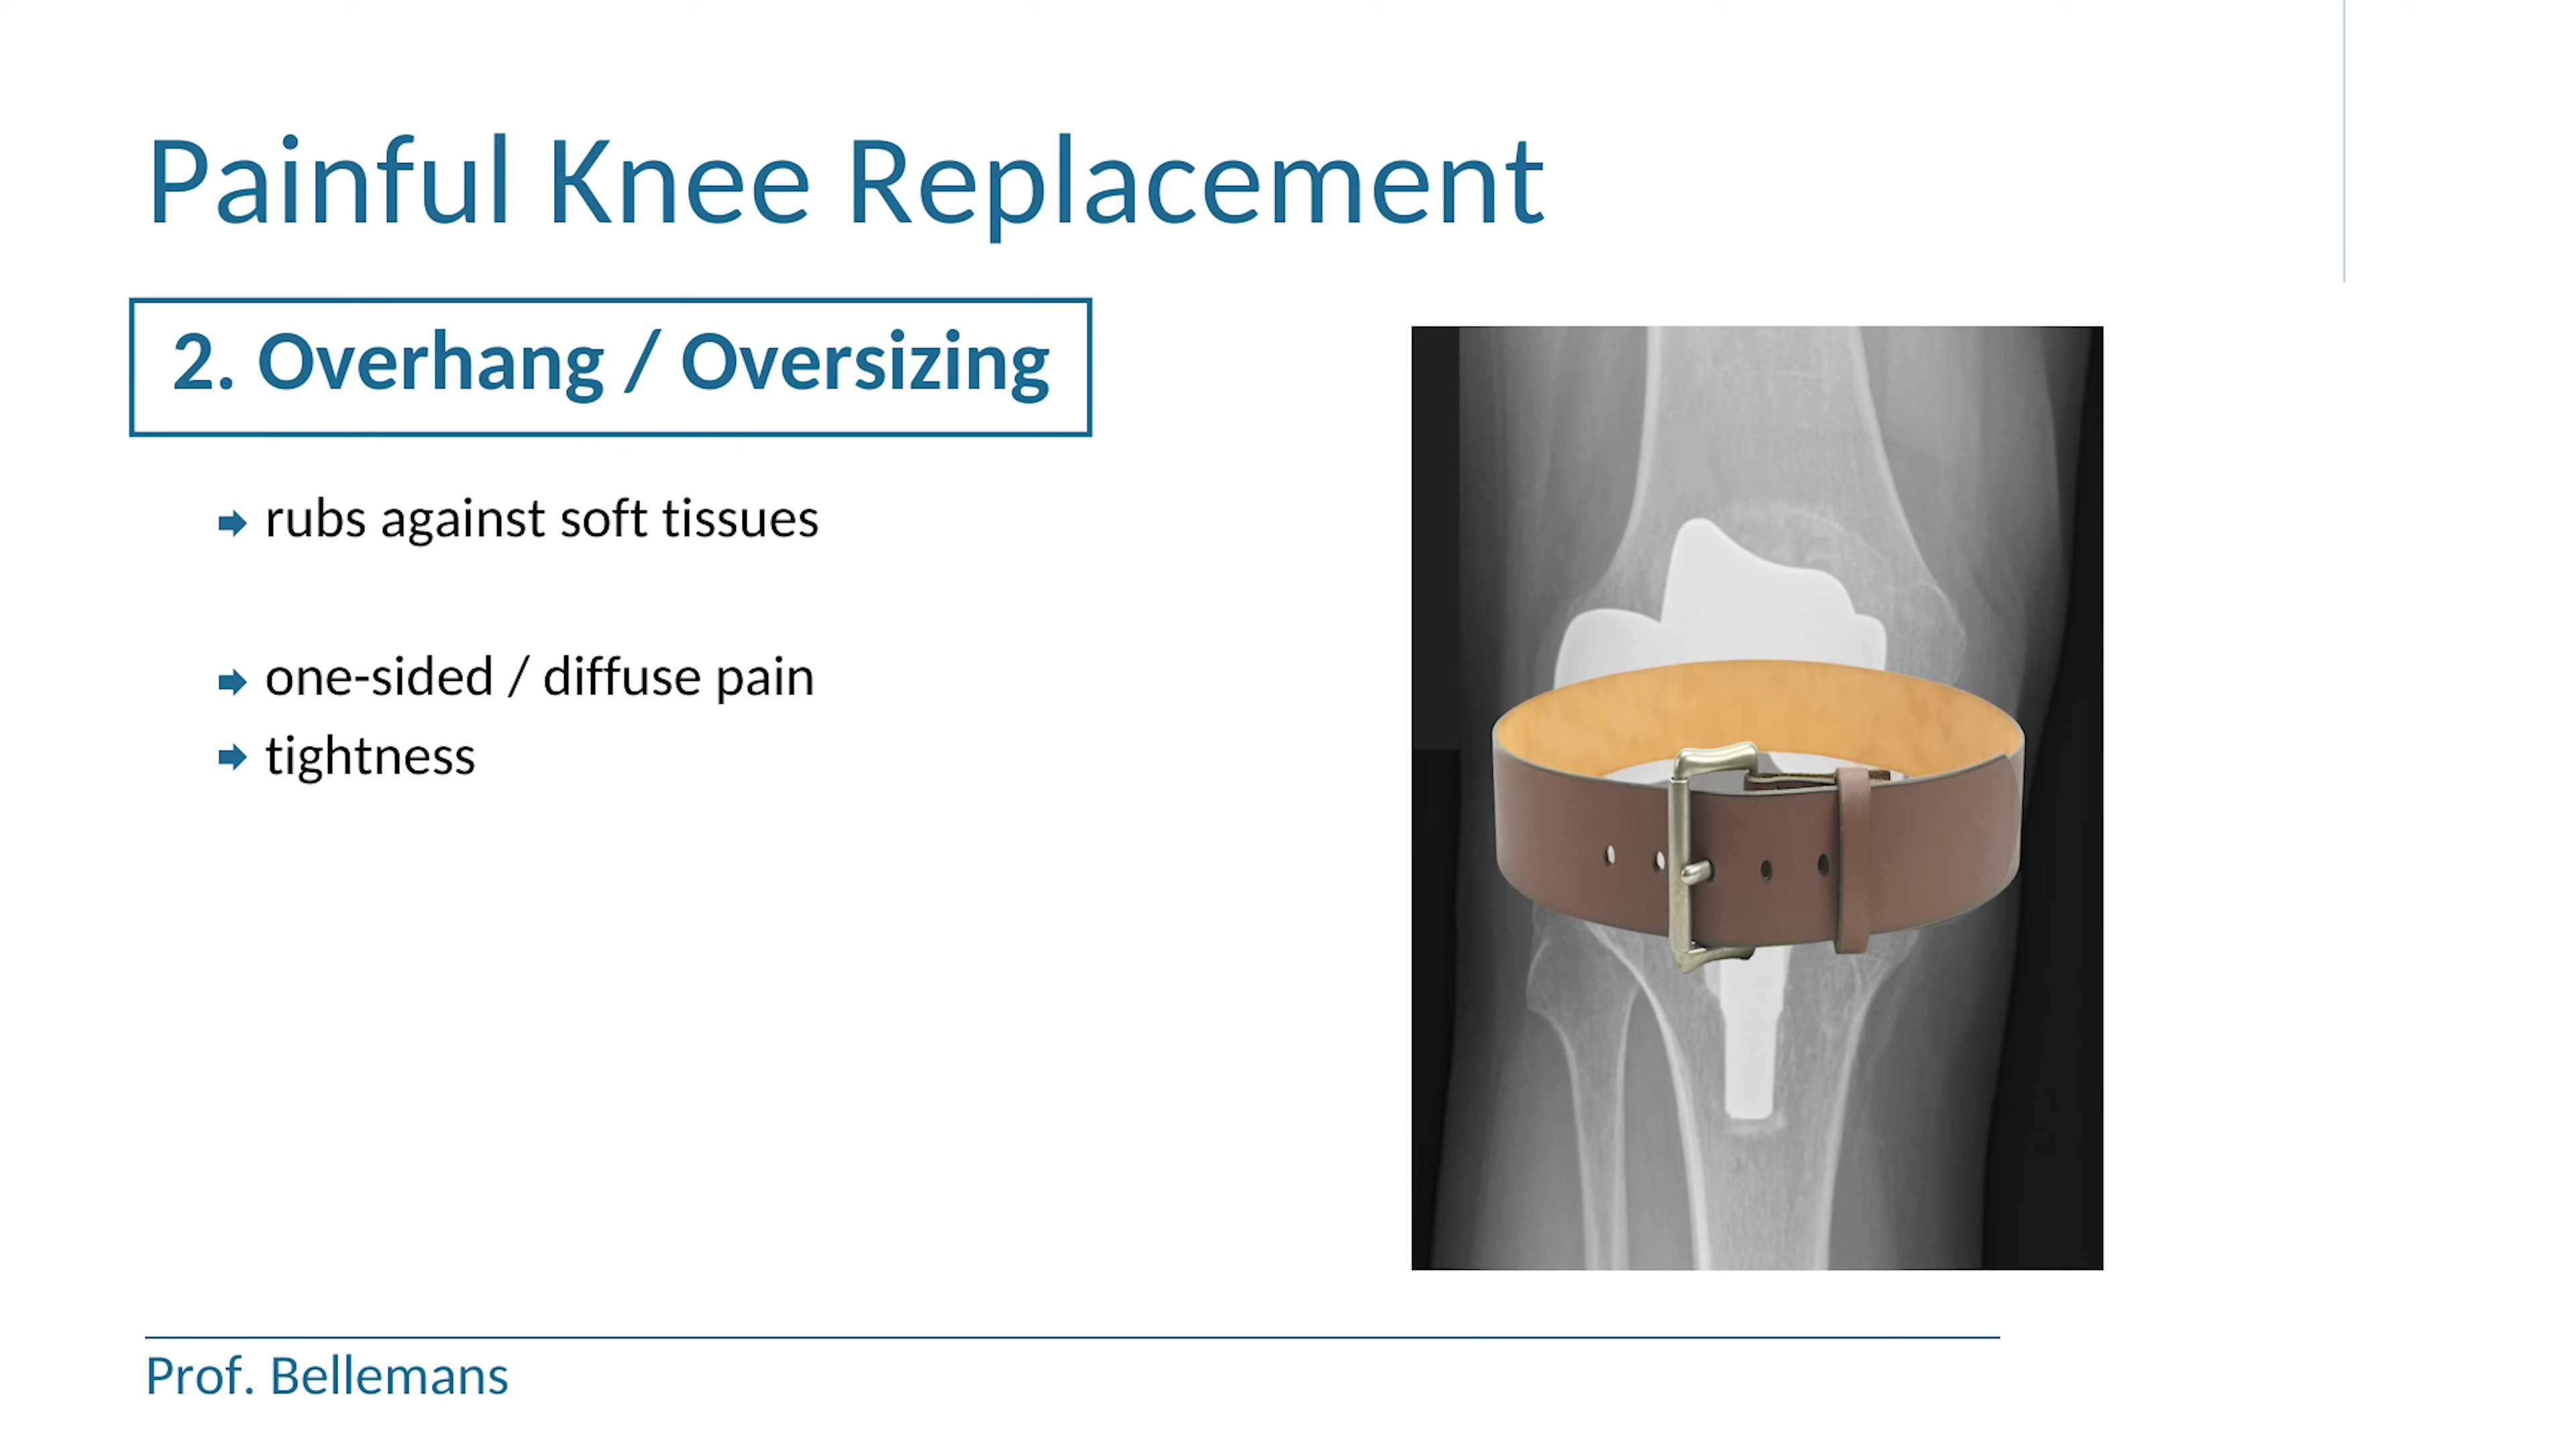 Painful Knee Replacement
2. Overhang / Oversizing
rubs against soft tissues
one-sided / diffuse pain
tightness
Prof. Bellemans